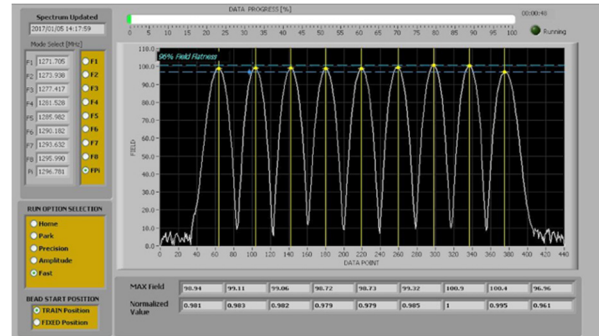 Spectrum Updated
2017/01/05 14:17:59
Mode Select [MHz]
F1 1271.705 F1
F2 1273.938 F2
F3 1277.417 F3
F4 1281.528 F4
F5 1285.982 F5
F6 1290.182 F6
F7 1293.632 F7
F8 1295.990 F8
Pi 1296.781 FPi
RUN OPTION SELECTION
Home
Park
Precision
Amplitude
Fast
BEAD START POSITION
TRAIN Position
FIXED Position
DATA PROGRESS [%]
00:00:40
0 5 10 15 20 25 30 35 40 45 50 55 60 65 70 75 80 85 90 95 100
Running
96% Field Flatness
110.0
100.0
90.0
80.0
70.0
60.0
50.0
40.0
30.0
20.0
10.0
0.0
FIELD
0 20 40 60 80 100 120 140 160 180 200 220 240 260 280 300 320 340 360 380 400 420 440
DATA POINT
MAX Field 98.94 99.11 99.06 98.72 98.73 99.32 100.9 100.4 96.96
Normalized Value 0.981 0.983 0.982 0.979 0.979 0.985 1 0.995 0.961